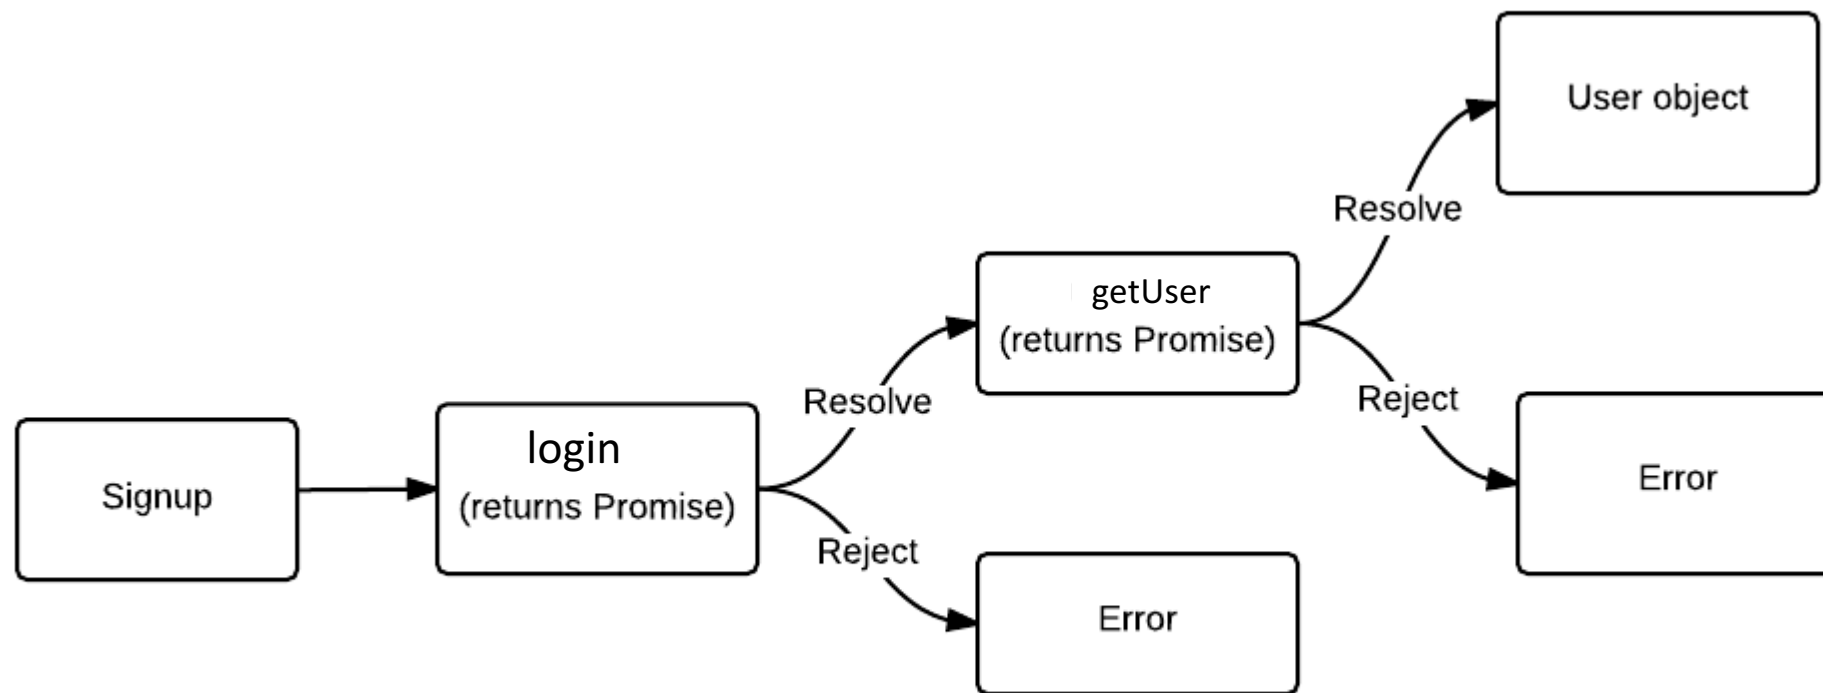 Signup
login
(returns Promise)
Resolve
Reject
getUser
(returns Promise)
Error
Resolve
Reject
User object
Error